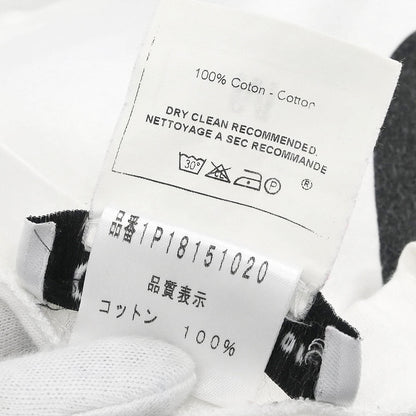 100% Coton - Cotton
DRY CLEAN RECOMMENDED.
NETTOYAGE A SEC RECOMMANDE
30° P ®
品番1P18151020
品質表示
コットン 100%